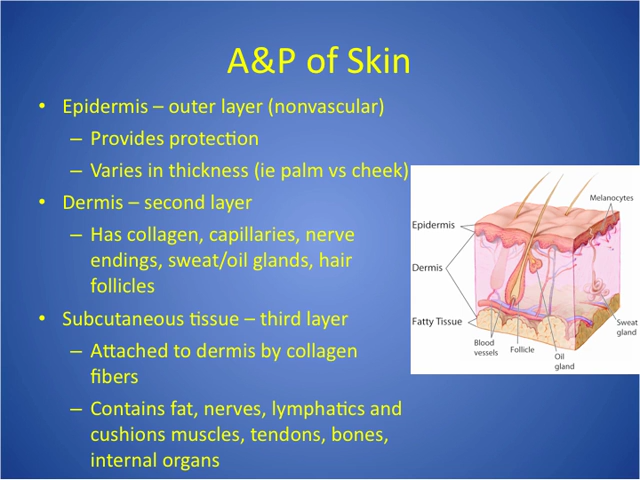 A&P of Skin
• Epidermis – outer layer (nonvascular)
– Provides protection
– Varies in thickness (ie palm vs cheek)
• Dermis – second layer
– Has collagen, capillaries, nerve
endings, sweat/oil glands, hair
follicles
• Subcutaneous tissue – third layer
– Attached to dermis by collagen
fibers
– Contains fat, nerves, lymphatics and
cushions muscles, tendons, bones,
internal organs
Melanocytes
Epidermis
Dermis
Fatty Tissue
Blood
vessels
Follicle
Oil
gland
Sweat
gland